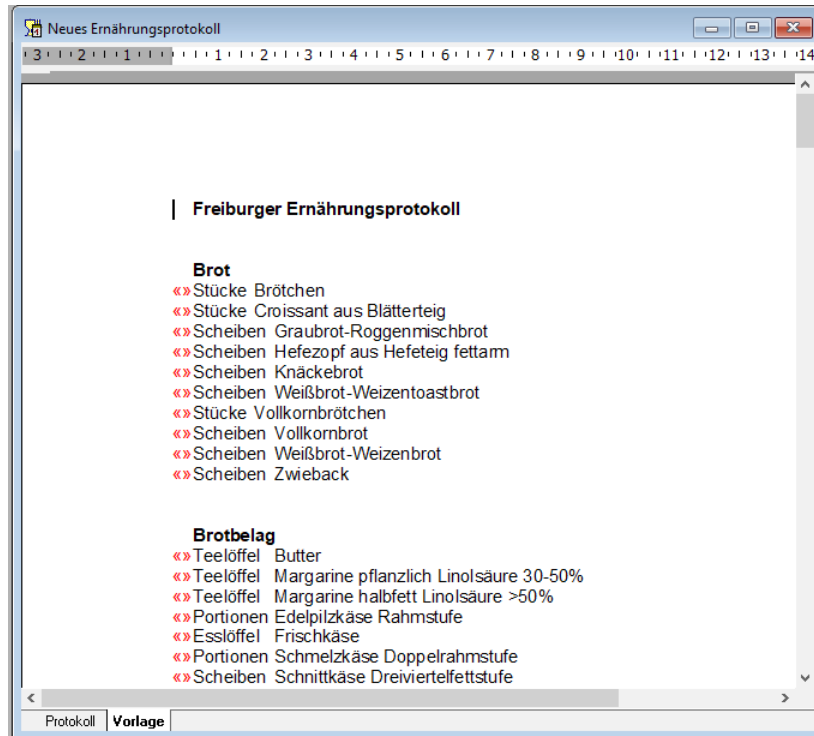 Neues Ernährungsprotokoll
3 2 1 1 2 3 4 5 6 7 8 9 10 11 12 13 14
Freiburger Ernährungsprotokoll
Brot
«»Stücke Brötchen
«»Stücke Croissant aus Blätterteig
«»Scheiben Graubrot-Roggenmischbrot
«»Scheiben Hefezopf aus Hefeteig fettarm
«»Scheiben Knäckebrot
«»Scheiben Weißbrot-Weizentoastbrot
«»Stücke Vollkornbrötchen
«»Scheiben Vollkornbrot
«»Scheiben Weißbrot-Weizenbrot
«»Scheiben Zwieback
Brotbelag
«»Teelöffel Butter
«»Teelöffel Margarine pflanzlich Linolsäure 30-50%
«»Teelöffel Margarine halbfett Linolsäure >50%
«»Portionen Edelpilzkäse Rahmstufe
«»Esslöffel Frischkäse
«»Portionen Schmelzkäse Doppelrahmstufe
«»Scheiben Schnittkäse Dreiviertelfettstufe
Protokoll Vorlage